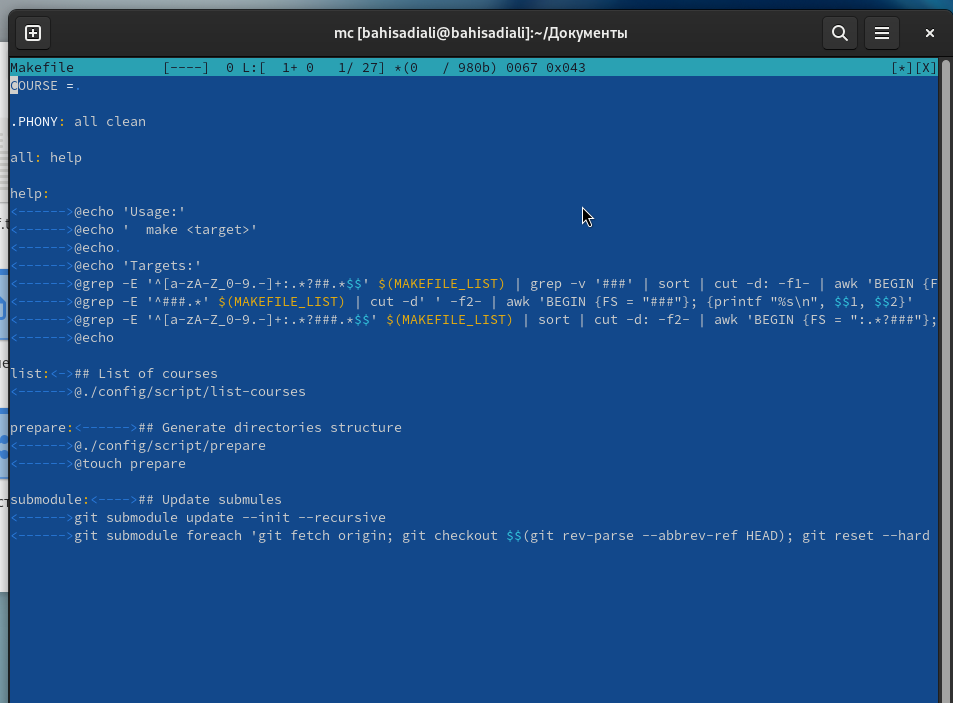 mc [bahisadiali@bahisadiali]:~/Документы
Makefile [----] 0 L:[ 1+ 0 1/ 27] *(0 / 980b) 0067 0x043 [*][X]
COURSE =.
.PHONY: all clean
all: help
help:
<------>@echo 'Usage:'
<------>@echo '  make <target>'
<------>@echo.
<------>@echo 'Targets:'
<------>@grep -E '^[a-zA-Z_0-9.-]+:.*?##.*$$' $(MAKEFILE_LIST) | grep -v '###' | sort | cut -d: -f1- | awk 'BEGIN {F
<------>@grep -E '^###.*' $(MAKEFILE_LIST) | cut -d' ' -f2- | awk 'BEGIN {FS = "###"}; {printf "%s\n", $$1, $$2}'
<------>@grep -E '^[a-zA-Z_0-9.-]+:.*?###.*$$' $(MAKEFILE_LIST) | sort | cut -d: -f2- | awk 'BEGIN {FS = ":.*?###"};
<------>@echo
list:<->## List of courses
<------>@./config/script/list-courses
prepare:<------>## Generate directories structure
<------>@./config/script/prepare
<------>@touch prepare
submodule:<---->## Update submules
<------>git submodule update --init --recursive
<------>git submodule foreach 'git fetch origin; git checkout $$(git rev-parse --abbrev-ref HEAD); git reset --hard